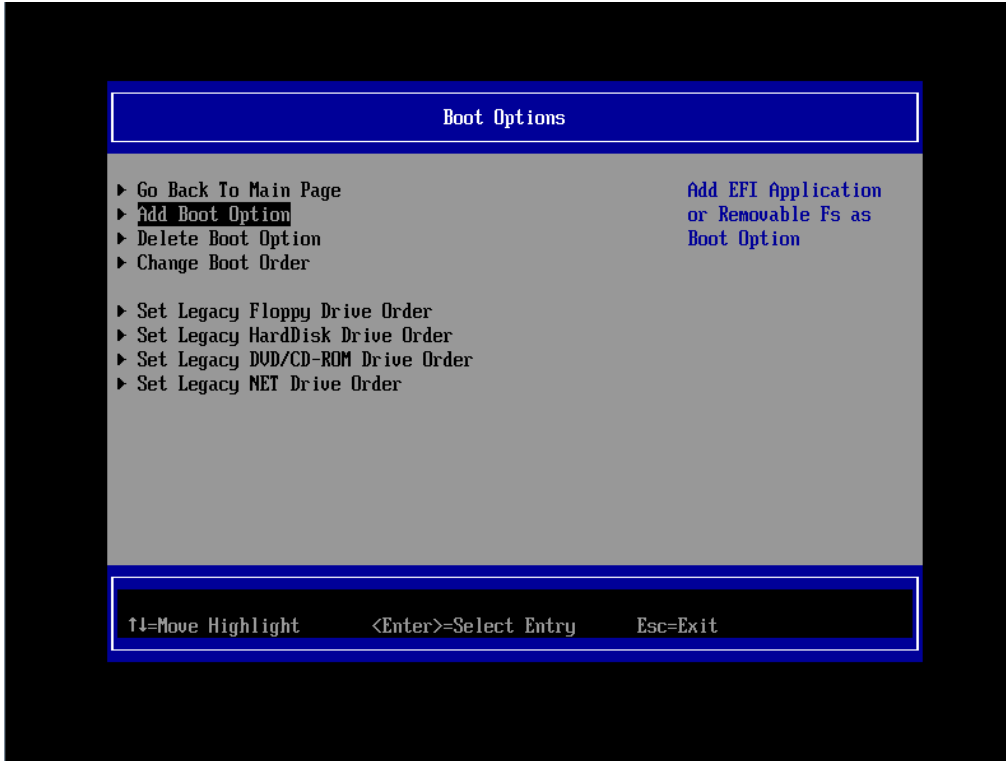 Boot Options
▶ Go Back To Main Page
▶ Add Boot Option
▶ Delete Boot Option
▶ Change Boot Order
▶ Set Legacy Floppy Drive Order
▶ Set Legacy HardDisk Drive Order
▶ Set Legacy DVD/CD-ROM Drive Order
▶ Set Legacy NET Drive Order
Add EFI Application
or Removable Fs as
Boot Option
↑↓=Move Highlight <Enter>=Select Entry Esc=Exit